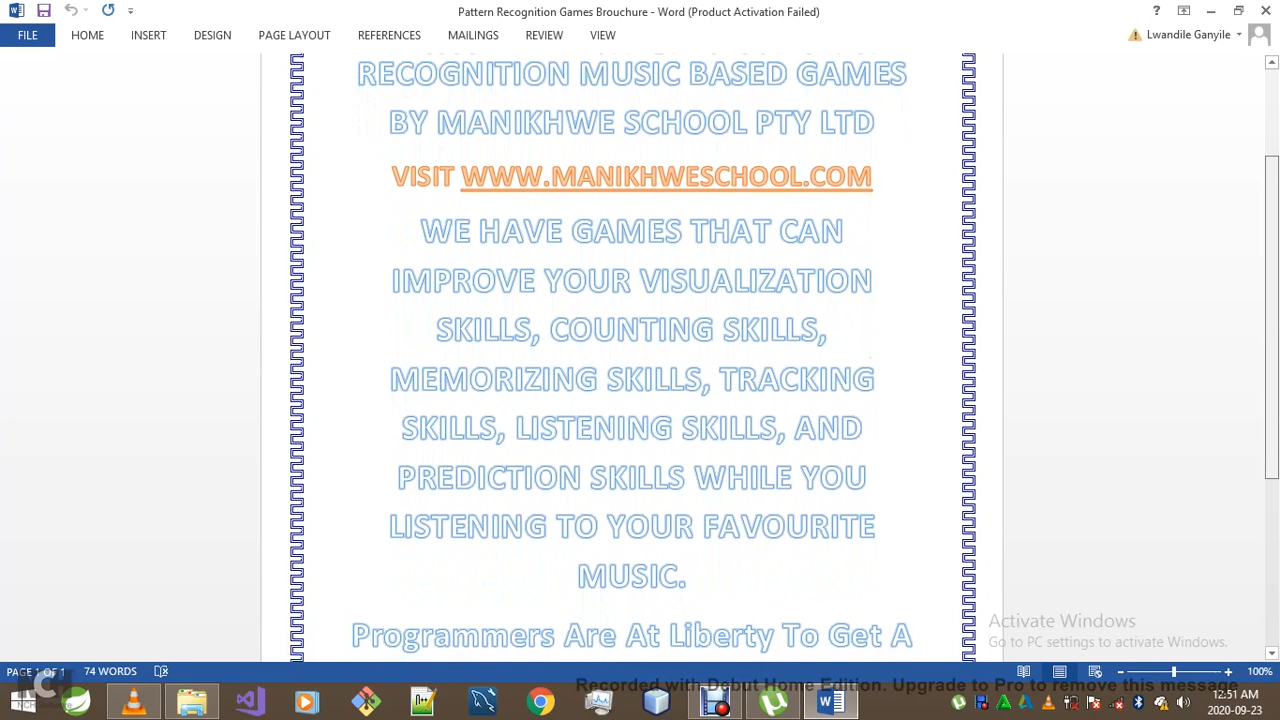 Pattern Recognition Games Brouchure - Word (Product Activation Failed)
FILE HOME INSERT DESIGN PAGE LAYOUT REFERENCES MAILINGS REVIEW VIEW
Lwandile Ganyile
RECOGNITION MUSIC BASED GAMES
BY MANIKHWE SCHOOL PTY LTD
VISIT WWW.MANIKHWESCHOOL.COM
WE HAVE GAMES THAT CAN
IMPROVE YOUR VISUALIZATION
SKILLS, COUNTING SKILLS,
MEMORIZING SKILLS, TRACKING
SKILLS, LISTENING SKILLS, AND
PREDICTION SKILLS WHILE YOU
LISTENING TO YOUR FAVOURITE
MUSIC.
Programmers Are At Liberty To Get A
Activate Windows
Go to PC settings to activate Windows.
PAGE 1 OF 1 74 WORDS
100%
Recorded with Debut Home Edition. Upgrade to Pro to remove this message
NCH Software
12:51 AM
2020-09-23